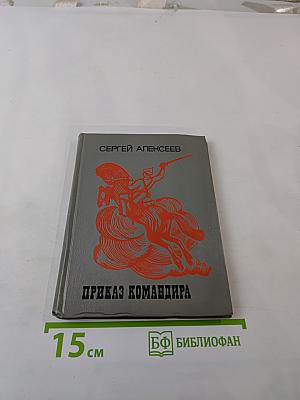 СЕРГЕЙ АЛЕКСЕЕВ
ПРИКАЗ КОМАНДИРА
15 см
БФ БИБЛИОФАН